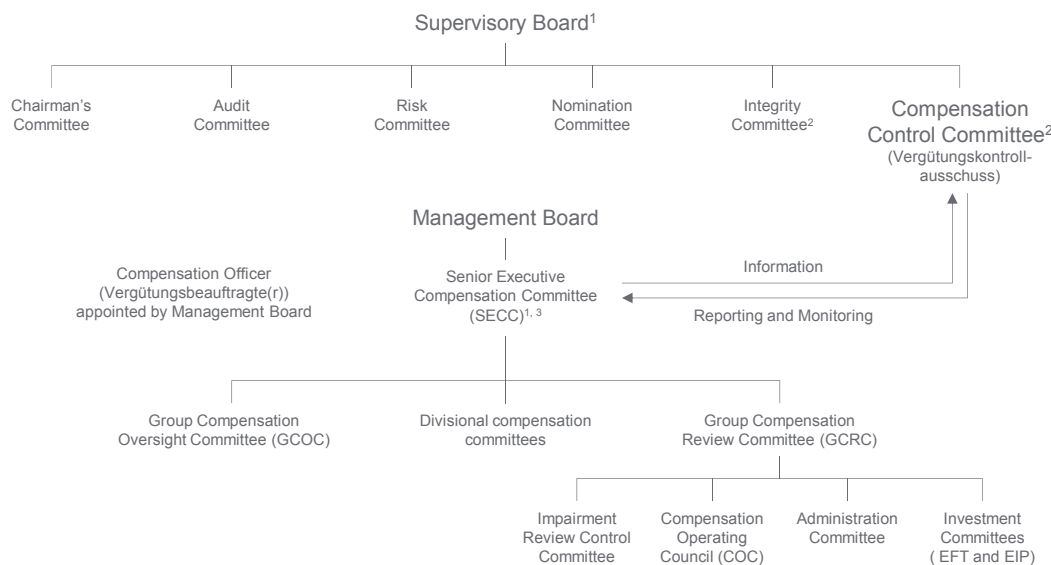 Supervisory Board1
Chairman's
Committee
Audit
Committee
Risk
Committee
Nomination
Committee
Integrity
Committee2
Compensation
Control Committee2
(Vergütungskontroll-
ausschuss)
Management Board
Compensation Officer
(Vergütungsbeauftragte(r))
appointed by Management Board
Senior Executive
Compensation Committee
(SECC)1, 3
Information
Reporting and Monitoring
Group Compensation
Oversight Committee (GCOC)
Divisional compensation
committees
Group Compensation
Review Committee (GCRC)
Impairment
Review Control
Committee
Compensation
Operating
Council (COC)
Administration
Committee
Investment
Committees
( EFT and EIP)